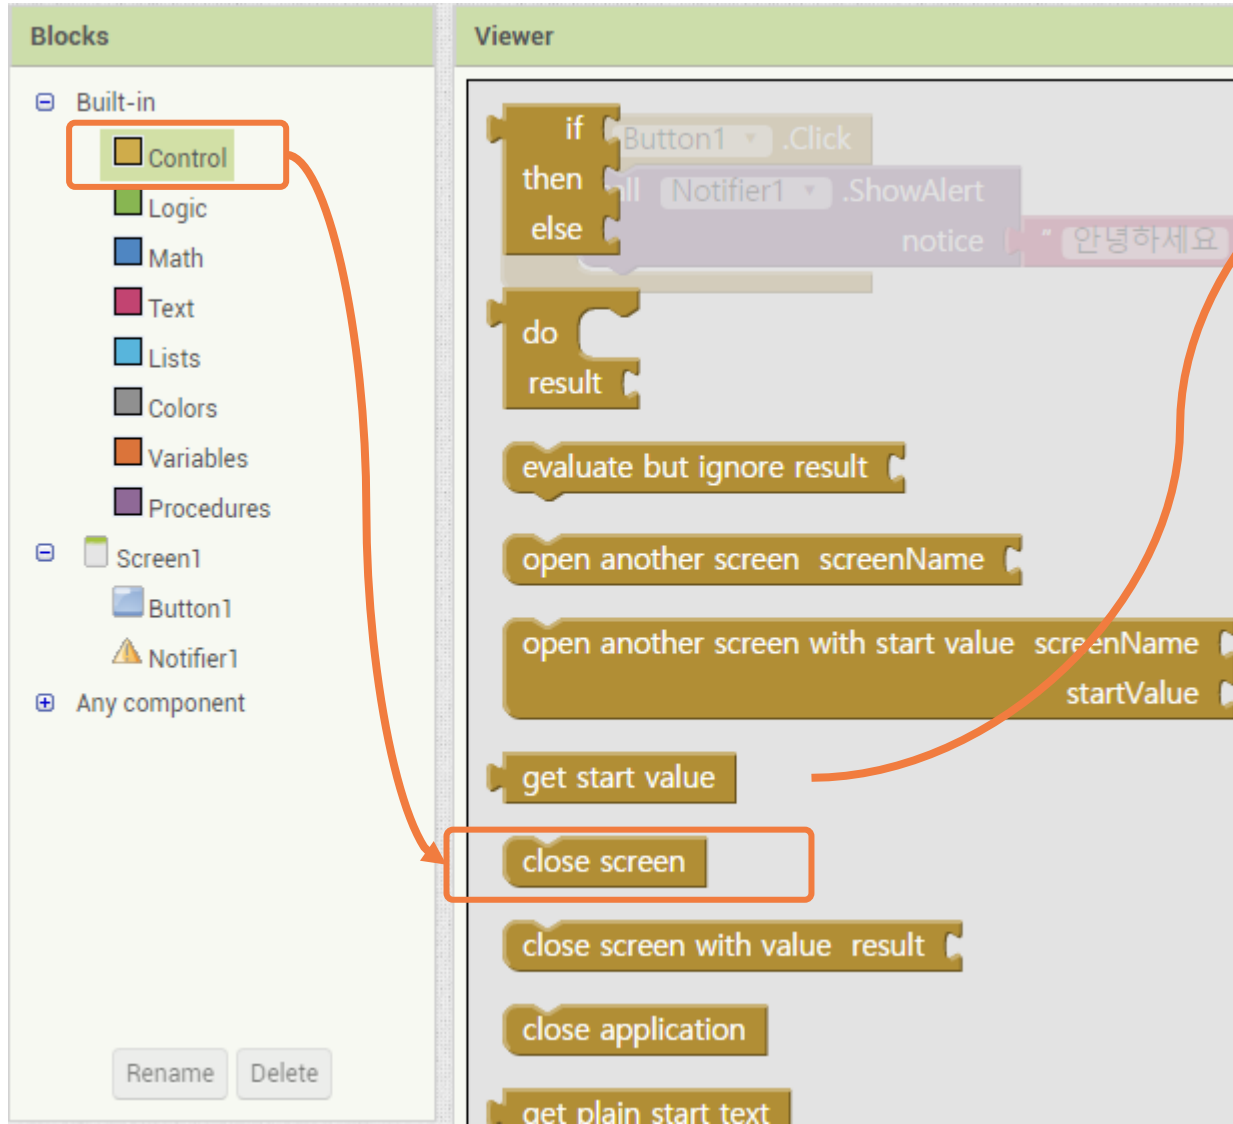 Blocks
Built-in
Control
Logic
Math
Text
Lists
Colors
Variables
Procedures
Screen1
Button1
Notifier1
Any component
Rename
Delete
Viewer
if
then
else
Button1 .Click
Notifier1 .ShowAlert
notice " 안녕하세요
do
result
evaluate but ignore result
open another screen screenName
open another screen with start value screenName
startValue
get start value
close screen
close screen with value result
close application
get plain start text